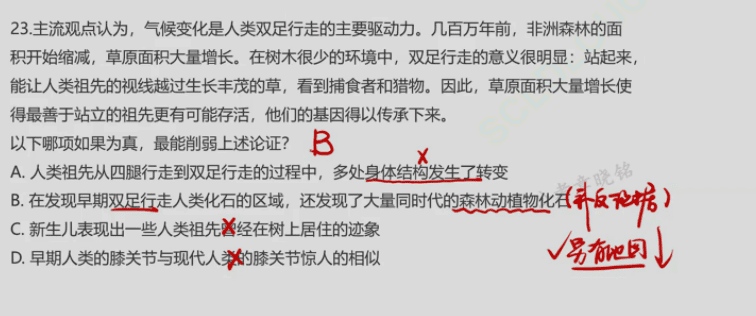 23.主流观点认为，气候变化是人类双足行走的主要驱动力。几百万年前，非洲森林的面
积开始缩减，草原面积大量增长。在树木很少的环境中，双足行走的意义很明显：站起来，
能让人类祖先的视线越过生长丰茂的草，看到捕食者和猎物。因此，草原面积大量增长使
得最善于站立的祖先更有可能存活，他们的基因得以传承下来。
以下哪项如果为真，最能削弱上述论证？ B
A. 人类祖先从四腿行走到双足行走的过程中，多处身体结构发生了转变
B. 在发现早期双足行走人类化石的区域，还发现了大量同时代的森林动植物化石
C. 新生儿表现出一些人类祖先曾经在树上居住的迹象
另有他因↓
D. 早期人类的膝关节与现代人类的膝关节惊人的相似